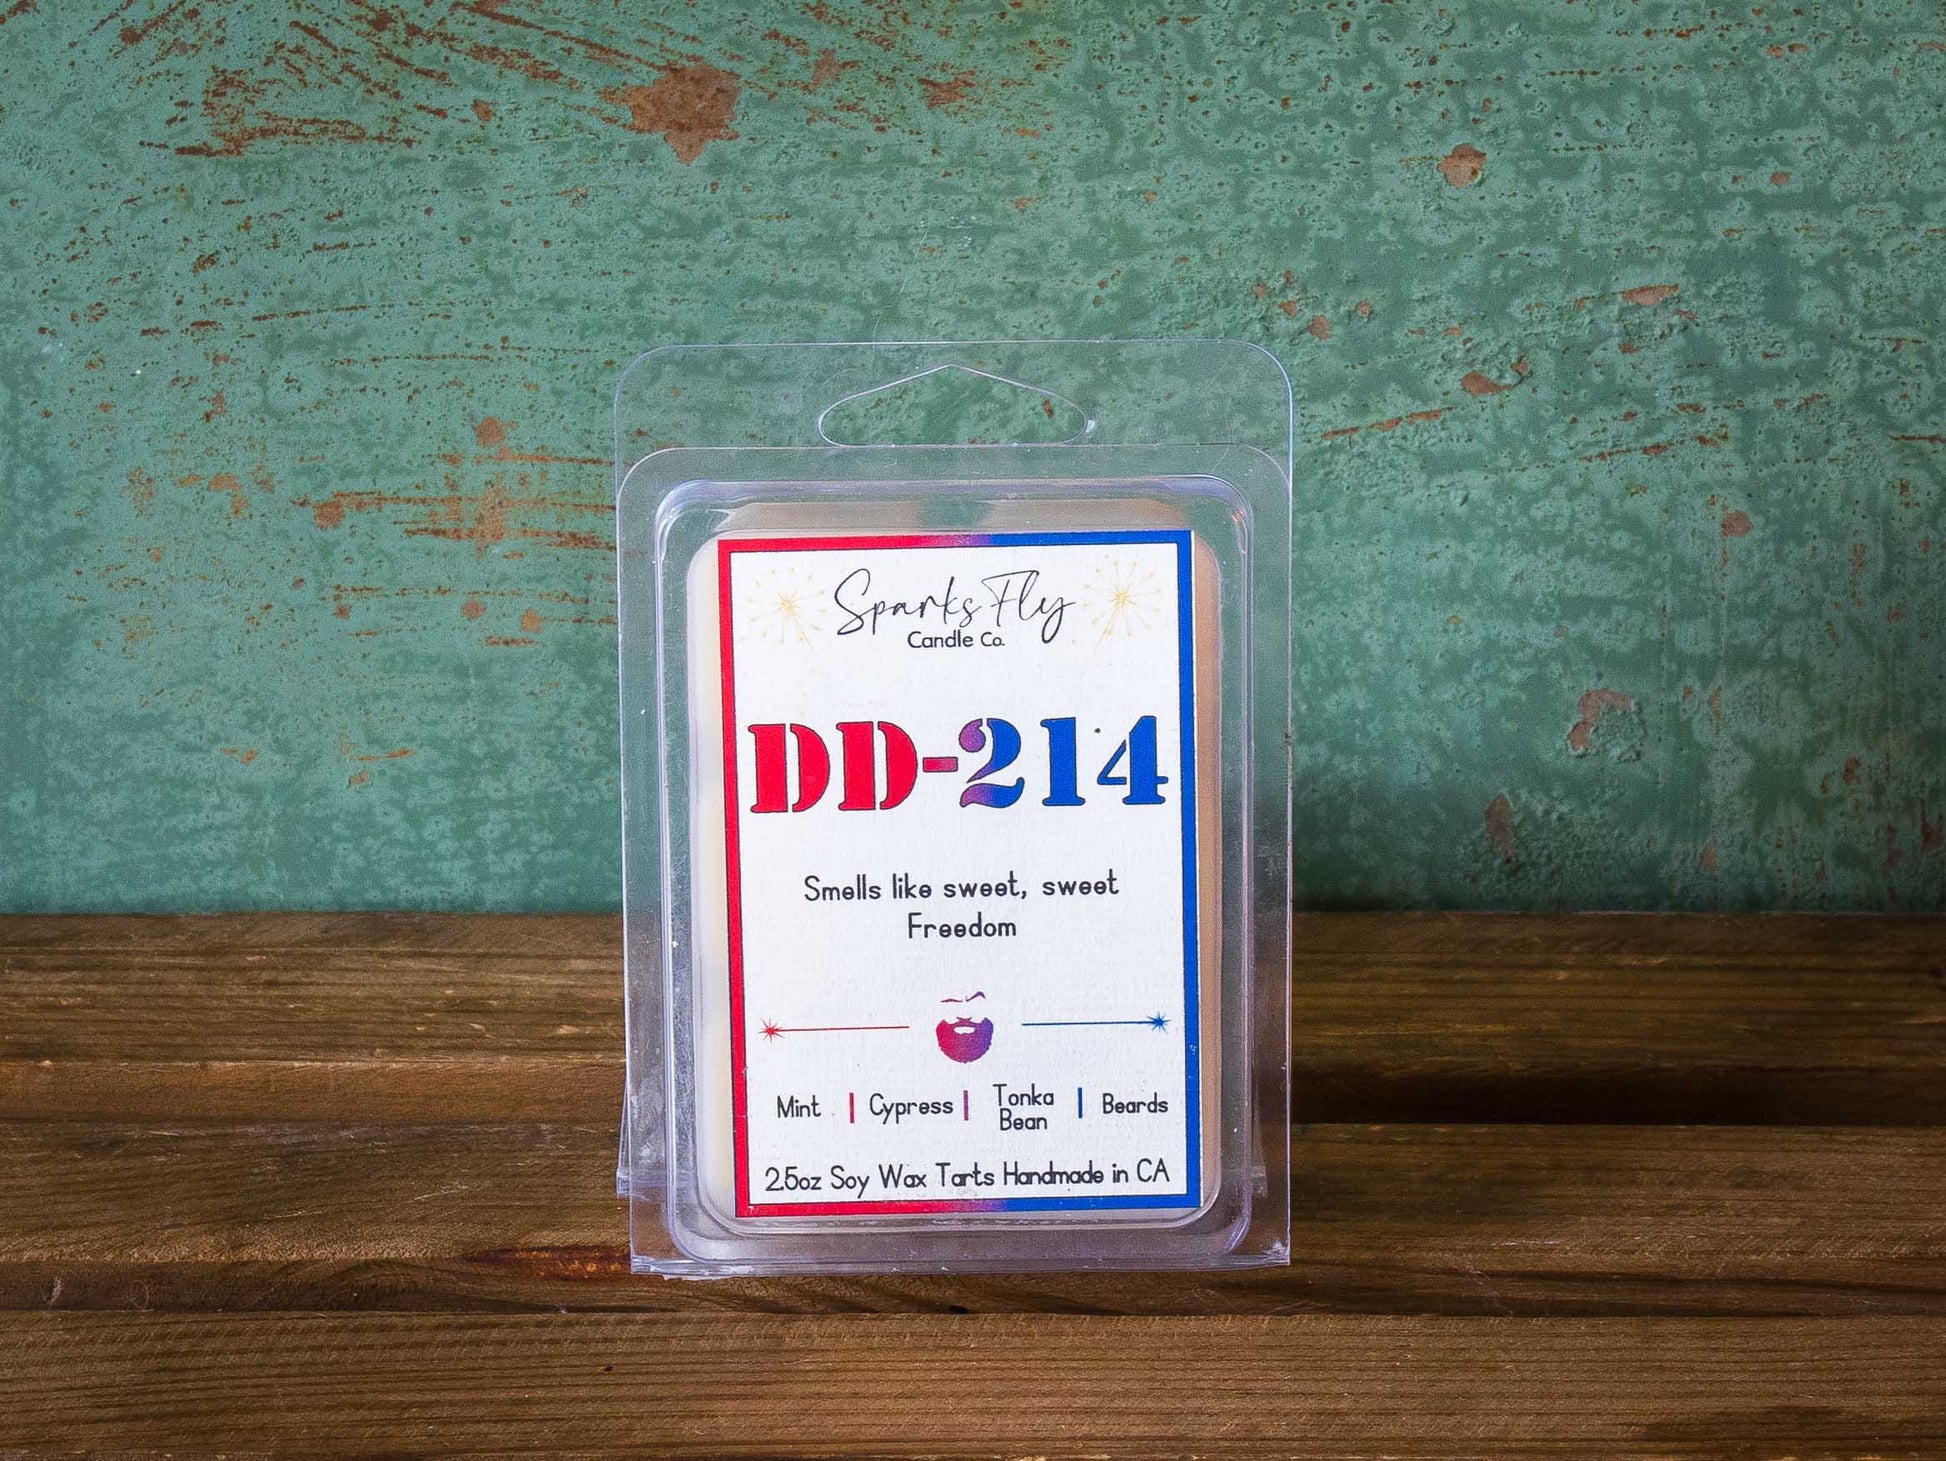 Sparks Fly
Candle Co.
DD-214
Smells like sweet, sweet
Freedom
Mint | Cypress | Tonka Bean | Beards
2.5oz Soy Wax Tarts Handmade in CA